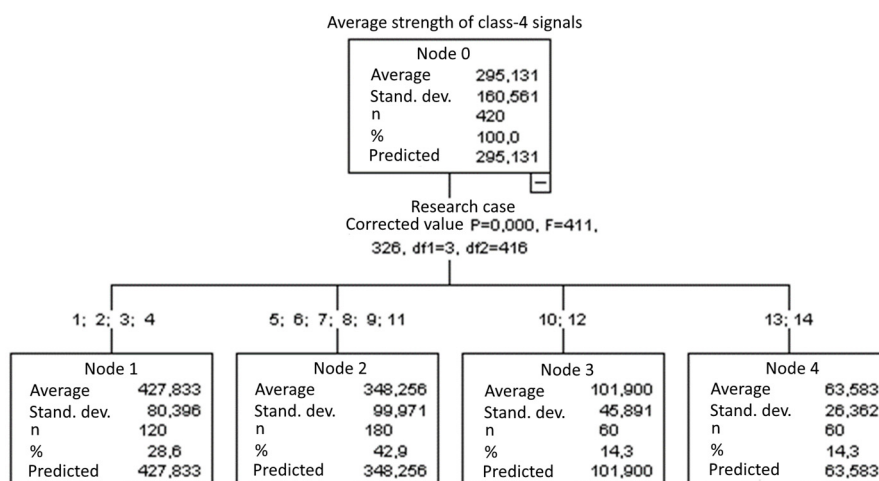 Average strength of class-4 signals
Node 0
Average 295,131
Stand. dev. 160,561
n 420
% 100,0
Predicted 295,131
Research case
Corrected value P=0,000, F=411,
326, df1=3, df2=416
1; 2; 3; 4
5; 6; 7; 8; 9; 11
10; 12
13; 14
Node 1
Average 427,833
Stand. dev. 80,396
n 120
% 28,6
Predicted 427,833
Node 2
Average 348,256
Stand. dev. 99,971
n 180
% 42,9
Predicted 348,256
Node 3
Average 101,900
Stand. dev. 45,891
n 60
% 14,3
Predicted 101,900
Node 4
Average 63,583
Stand. dev. 26,362
n 60
% 14,3
Predicted 63,583